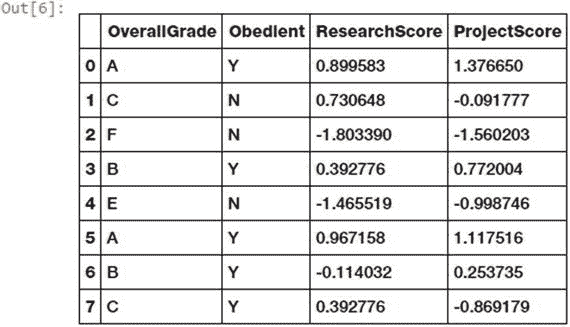 Out[6]:
OverallGrade Obedient ResearchScore ProjectScore
0 A Y 0.899583 1.376650
1 C N 0.730648 -0.091777
2 F N -1.803390 -1.560203
3 B Y 0.392776 0.772004
4 E N -1.465519 -0.998746
5 A Y 0.967158 1.117516
6 B Y -0.114032 0.253735
7 C Y 0.392776 -0.869179